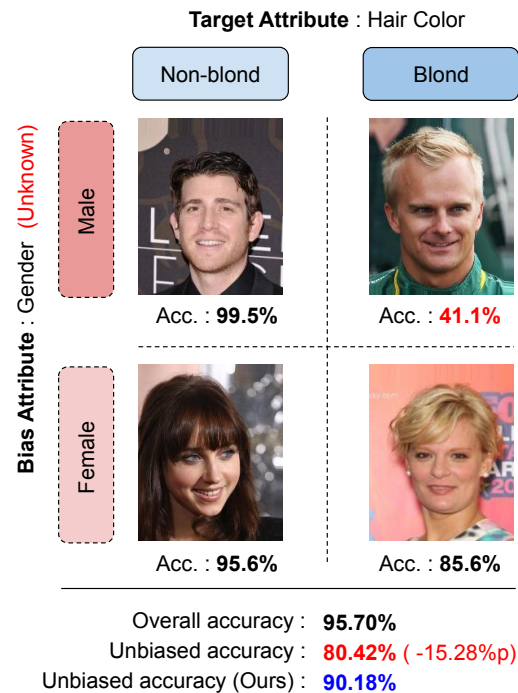 Target Attribute : Hair Color
Non-blond
Blond
Bias Attribute : Gender (Unknown)
Male
Acc. : 99.5%
Acc. : 41.1%
Female
Acc. : 95.6%
Acc. : 85.6%
Overall accuracy : 95.70%
Unbiased accuracy : 80.42% ( -15.28%p)
Unbiased accuracy (Ours) : 90.18%